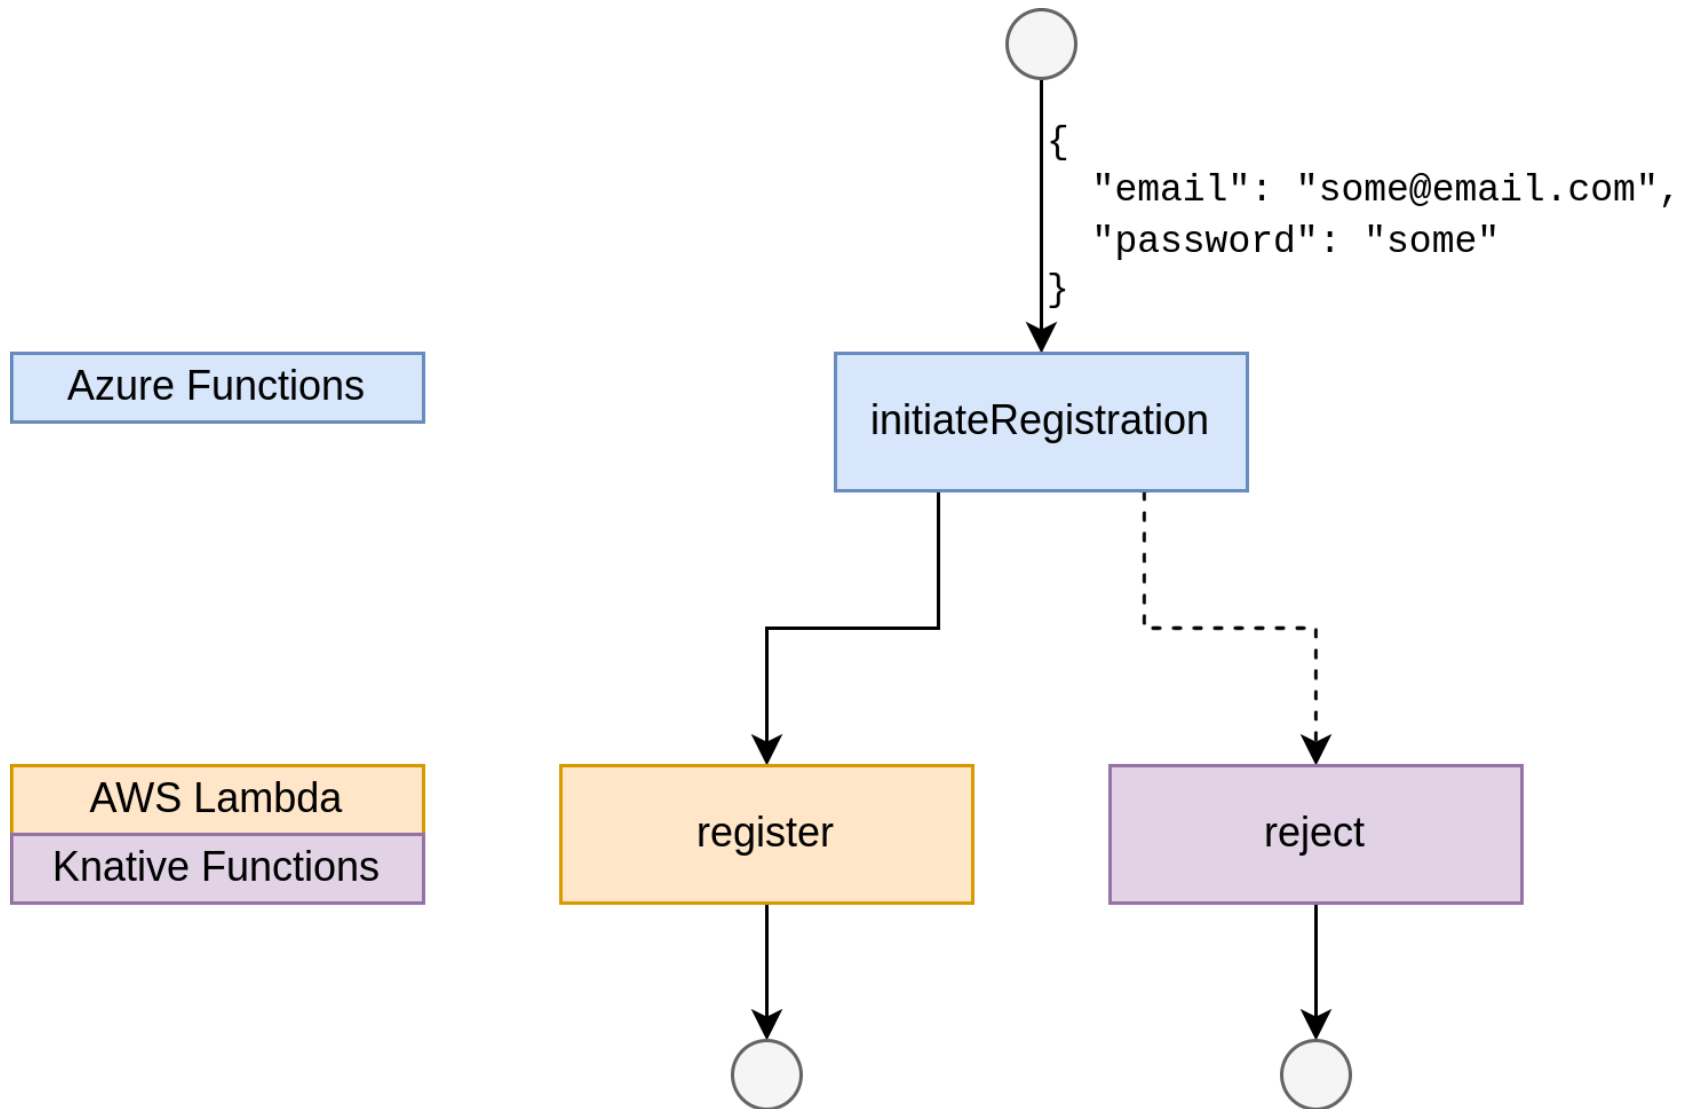 {
"email": "some@email.com",
"password": "some"
}
Azure Functions
initiateRegistration
AWS Lambda
Knative Functions
register
reject